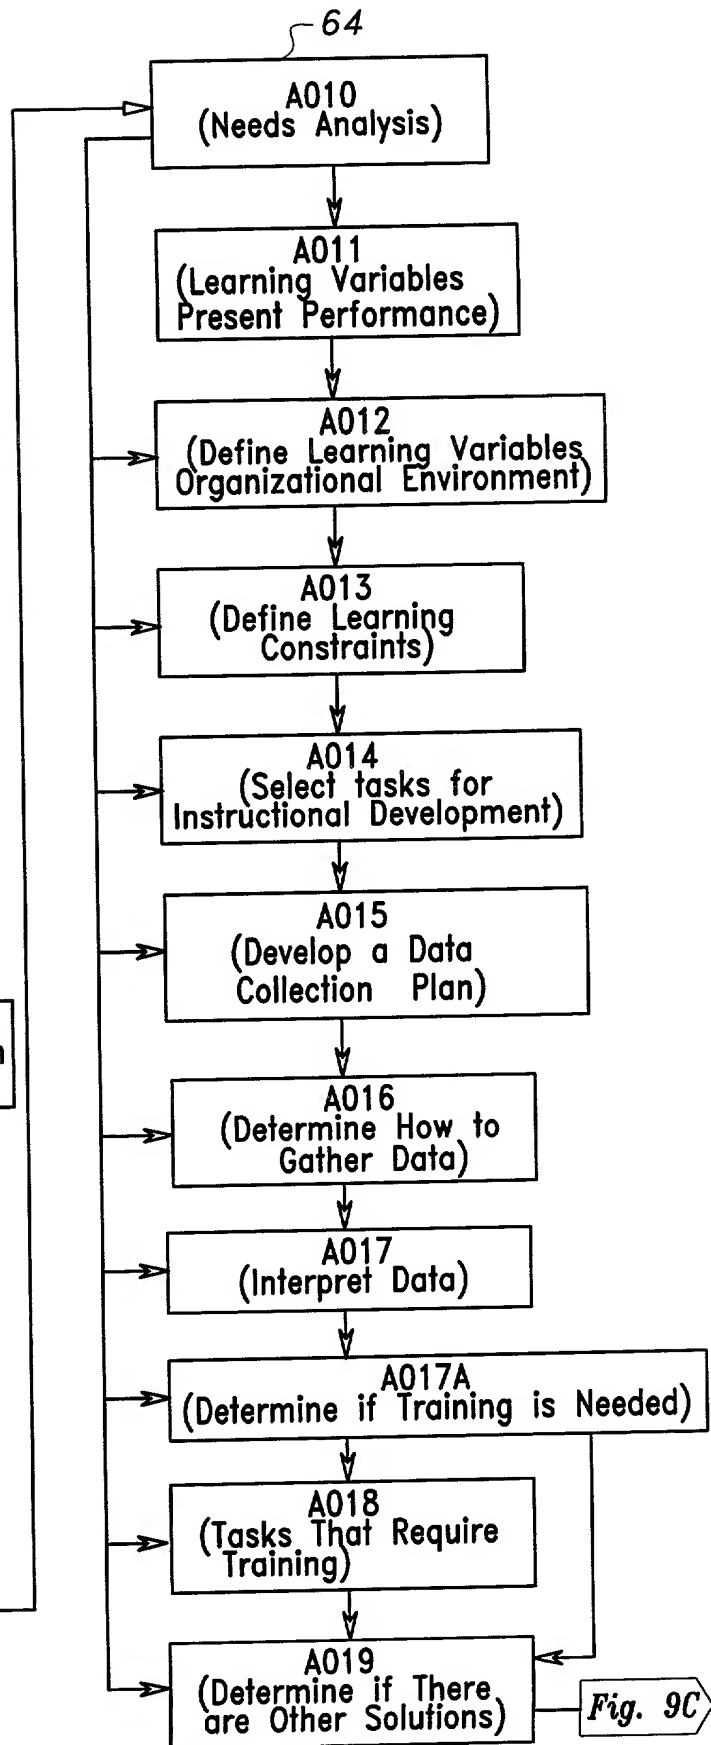 64
A010
(Needs Analysis)
A011
(Learning Variables
Present Performance)
A012
(Define Learning Variables
Organizational Environment)
A013
(Define Learning
Constraints)
A014
(Select tasks for
Instructional Development)
A015
(Develop a Data
Collection Plan)
A016
(Determine How to
Gather Data)
A017
(Interpret Data)
A017A
(Determine if Training is Needed)
A018
(Tasks That Require
Training)
A019
(Determine if There
are Other Solutions)
Fig. 9C